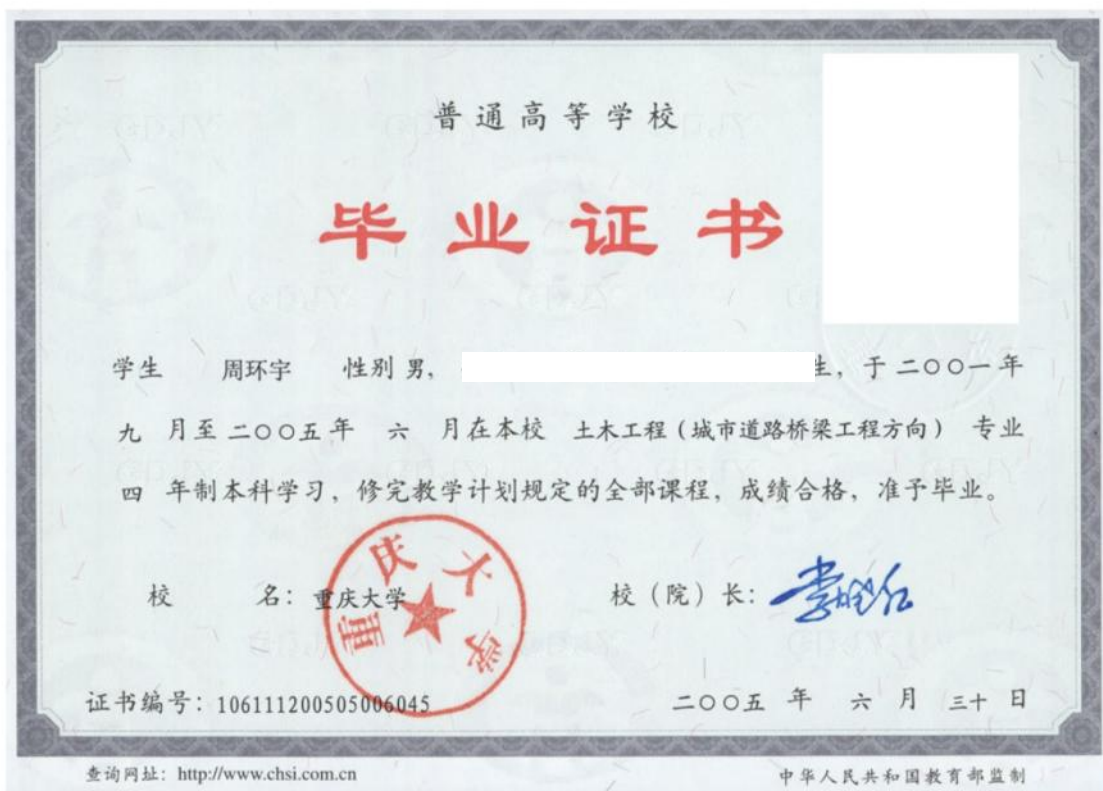 普通高等学校
毕业证书
学生 周环宇 性别 男， 生，于二〇〇一年
九 月至二〇〇五年 六 月在本校 土木工程（城市道路桥梁工程方向） 专业
四 年制本科学习，修完教学计划规定的全部课程，成绩合格，准予毕业。
校 名：重庆大学 校（院）长：
重庆大学
证书编号：106111200505006045 二〇〇五 年 六 月 三十 日
查询网址：http://www.chsi.com.cn 中华人民共和国教育部监制